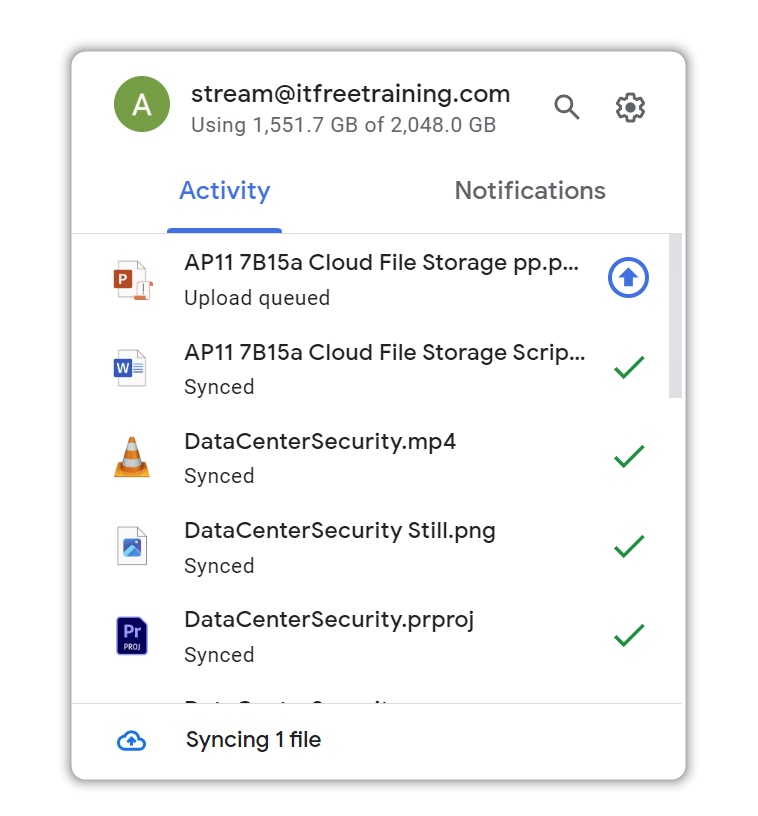 A
stream@itfreetraining.com
Using 1,551.7 GB of 2,048.0 GB
Activity
Notifications
P
AP11 7B15a Cloud File Storage pp.p...
Upload queued
W
AP11 7B15a Cloud File Storage Scrip...
Synced
DataCenterSecurity.mp4
Synced
DataCenterSecurity Still.png
Synced
Pr
PROJ
DataCenterSecurity.prproj
Synced
Syncing 1 file